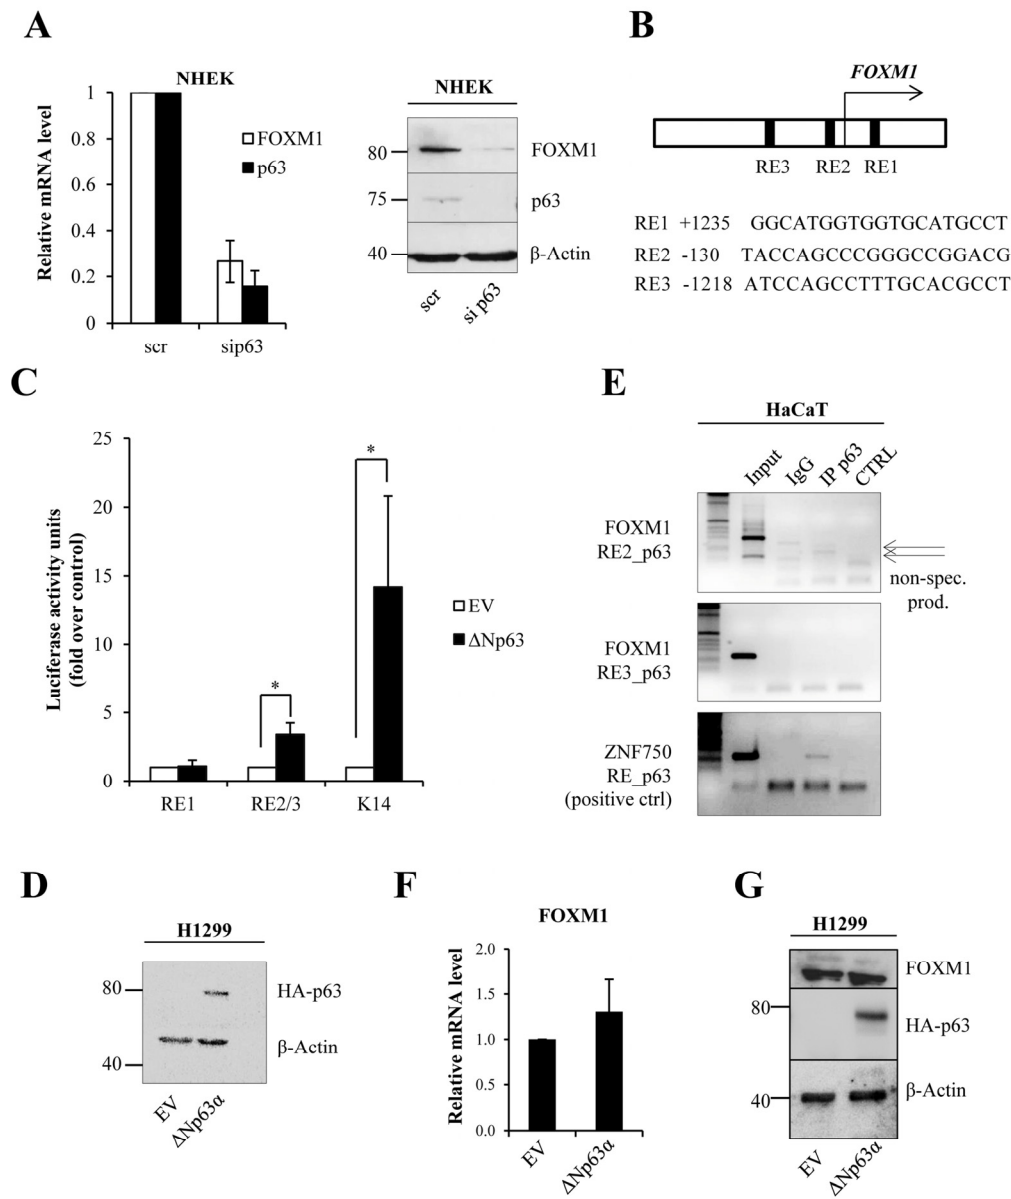 A
NHEK
Relative mRNA level
1
0.8
0.6
0.4
0.2
0
FOXM1
p63
scr
sip63
NHEK
80
75
40
FOXM1
p63
β-Actin
scr
si p63
B
FOXM1
RE3
RE2
RE1
RE1 +1235 GGCATGGTGGTGCATGCCT
RE2 -130 TACCAGCCCGGGCCGGACG
RE3 -1218 ATCCAGCCTTTGCACGCCT
C
Luciferase activity units
(fold over control)
25
20
15
10
5
0
*
*
EV
ΔNp63
RE1
RE2/3
K14
E
HaCaT
Input
IgG
IP p63
CTRL
FOXM1
RE2_p63
non-spec.
prod.
FOXM1
RE3_p63
ZNF750
RE_p63
(positive ctrl)
D
H1299
80
40
HA-p63
β-Actin
EV
ΔNp63α
F
FOXM1
Relative mRNA level
2.0
1.5
1.0
0.5
0.0
EV
ΔNp63α
G
H1299
FOXM1
80
HA-p63
40
β-Actin
EV
ΔNp63α